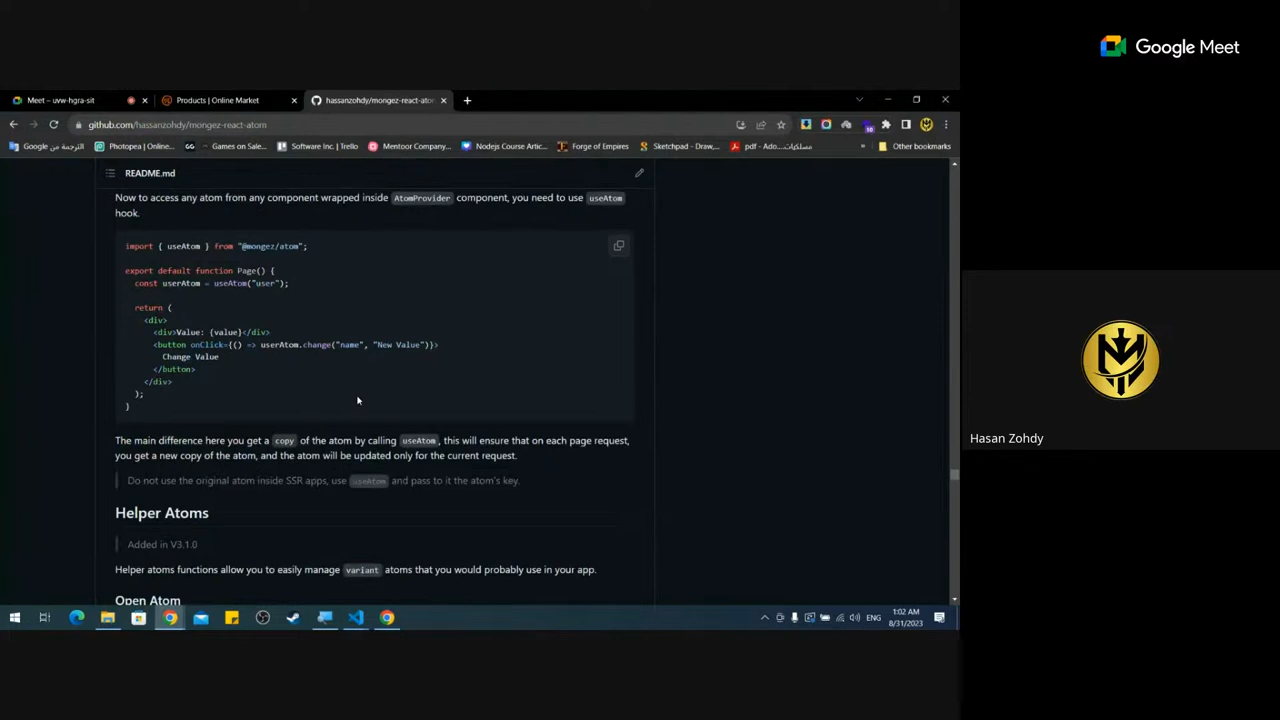 Google Meet
Meet – uvw-hgra-sit
Products | Online Market
hassanzohdy/mongez-react-ato
github.com/hassanzohdy/mongez-react-atom
الترجمة من Google
Photopea | Online...
GG
Games on Sale...
Software Inc. | Trello
Mentoor Company...
Nodejs Course Artic...
Forge of Empires
Sketchpad - Draw,...
pdf - Ado...مسلكيات
Other bookmarks
README.md
Now to access any atom from any component wrapped inside AtomProvider component, you need to use useAtom
hook.
import { useAtom } from "@mongez/atom";
export default function Page() {
const userAtom = useAtom("user");
return (
<div>
<div>Value: {value}</div>
<button onClick={() => userAtom.change("name", "New Value")}>
Change Value
</button>
</div>
);
}
The main difference here you get a copy of the atom by calling useAtom, this will ensure that on each page request,
you get a new copy of the atom, and the atom will be updated only for the current request.
Do not use the original atom inside SSR apps, use useAtom and pass to it the atom's key.
Helper Atoms
Added in V3.1.0
Helper atoms functions allow you to easily manage variant atoms that you would probably use in your app.
Open Atom
Hasan Zohdy
ENG
1:02 AM
8/31/2023